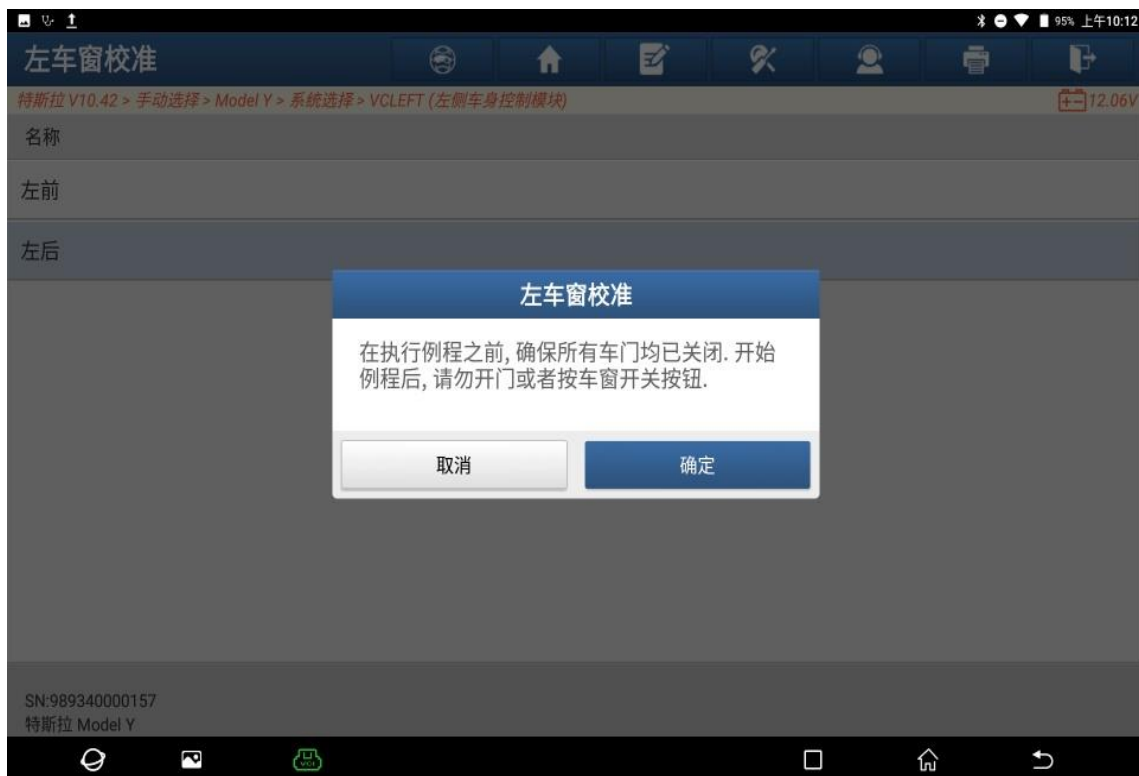 95% 上午10:12
左车窗校准
特斯拉 V10.42 > 手动选择 > Model Y > 系统选择 > VCLEFT (左侧车身控制模块)
12.06V
名称
左前
左后
左车窗校准
在执行例程之前, 确保所有车门均已关闭. 开始
例程后, 请勿开门或者按车窗开关按钮.
取消
确定
SN:989340000157
特斯拉 Model Y
VCI